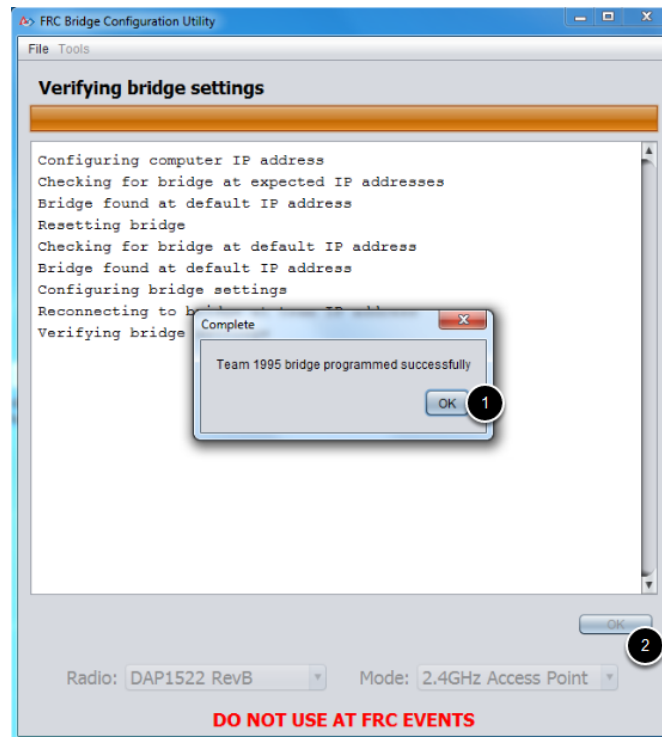 FRC Bridge Configuration Utility
File Tools
Verifying bridge settings
Configuring computer IP address
Checking for bridge at expected IP addresses
Bridge found at default IP address
Resetting bridge
Checking for bridge at default IP address
Bridge found at default IP address
Configuring bridge settings
Reconnecting to
Verifying bridge
Complete
Team 1995 bridge programmed successfully
OK
1
OK
2
Radio: DAP1522 RevB Mode: 2.4GHz Access Point
DO NOT USE AT FRC EVENTS